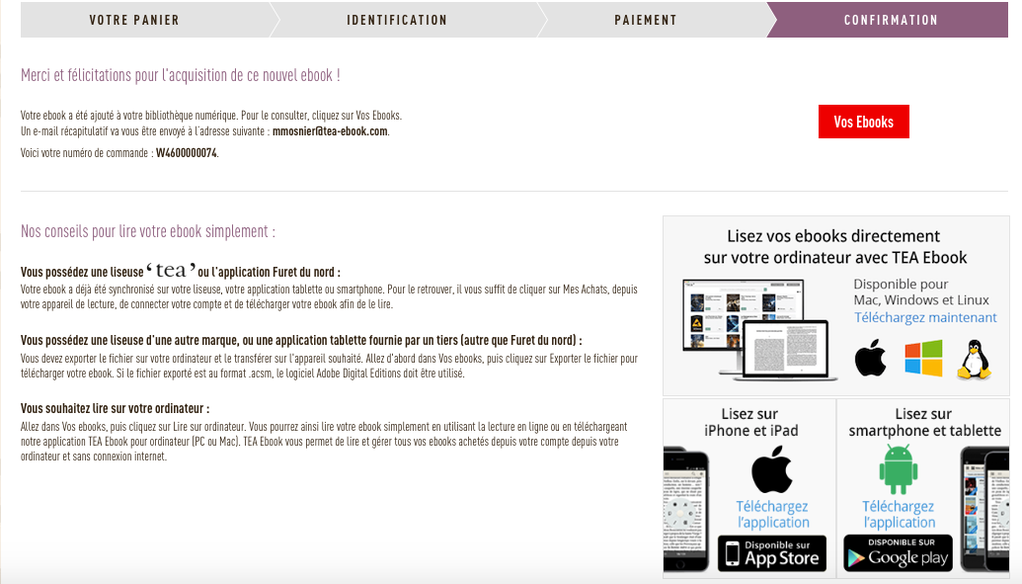 VOTRE PANIER
IDENTIFICATION
PAIEMENT
CONFIRMATION
Merci et félicitations pour l'acquisition de ce nouvel ebook !
Votre ebook a été ajouté à votre bibliothèque numérique. Pour le consulter, cliquez sur Vos Ebooks.
Un e-mail récapitulatif va vous être envoyé à l'adresse suivante : mmosnier@tea-ebook.com.
Voici votre numéro de commande : W4600000074.
Vos Ebooks
Nos conseils pour lire votre ebook simplement :
Vous possédez une liseuse ‘tea’ ou l'application Furet du nord :
Votre ebook a déjà été synchronisé sur votre liseuse, votre application tablette ou smartphone. Pour le retrouver, il vous suffit de cliquer sur Mes Achats, depuis
votre appareil de lecture, de connecter votre compte et de télécharger votre ebook afin de le lire.
Vous possédez une liseuse d'une autre marque, ou une application tablette fournie par un tiers (autre que Furet du nord) :
Vous devez exporter le fichier sur votre ordinateur et le transférer sur l'appareil souhaité. Allez d'abord dans Vos ebooks, puis cliquez sur Exporter le fichier pour
télécharger votre ebook. Si le fichier exporté est au format .acsm, le logiciel Adobe Digital Editions doit être utilisé.
Vous souhaitez lire sur votre ordinateur :
Allez dans Vos ebooks, puis cliquez sur Lire sur ordinateur. Vous pourrez ainsi lire votre ebook simplement en utilisant la lecture en ligne ou en téléchargeant
notre application TEA Ebook pour ordinateur (PC ou Mac). TEA Ebook vous permet de lire et gérer tous vos ebooks achetés depuis votre compte depuis votre
ordinateur et sans connexion internet.
Lisez vos ebooks directement
sur votre ordinateur avec TEA Ebook
Disponible pour
Mac, Windows et Linux
Téléchargez maintenant
Lisez sur
iPhone et iPad
Téléchargez
l'application
Disponible sur
App Store
Lisez sur
smartphone et tablette
Téléchargez
l'application
DISPONIBLE SUR
Google play